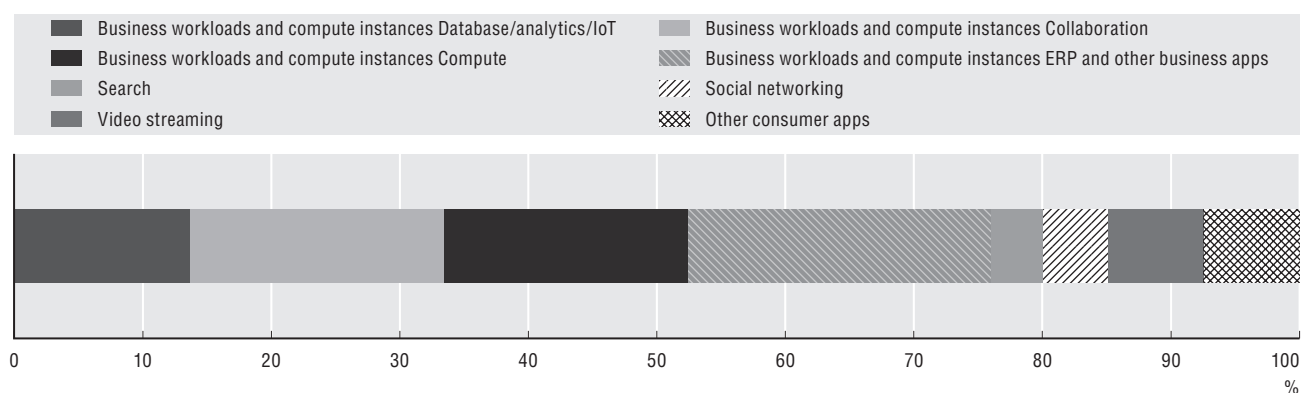 Business workloads and compute instances Database/analytics/IoT
Business workloads and compute instances Collaboration
Business workloads and compute instances Compute
Business workloads and compute instances ERP and other business apps
Search
Social networking
Video streaming
Other consumer apps
0 10 20 30 40 50 60 70 80 90 100
%